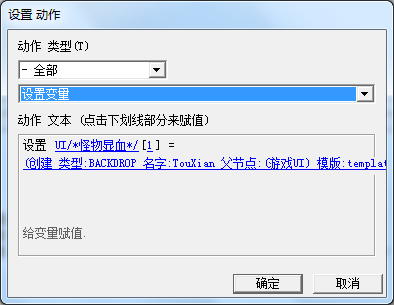 设置 动作
动作 类型(T)
- 全部
设置变量
动作 文本 (点击下划线部分来赋值)
设置 UI/*怪物显血*/[1] =
(创建 类型:BACKDROP 名字:TouXian 父节点:(游戏UI) 模版:templat
给变量赋值.
确定
取消